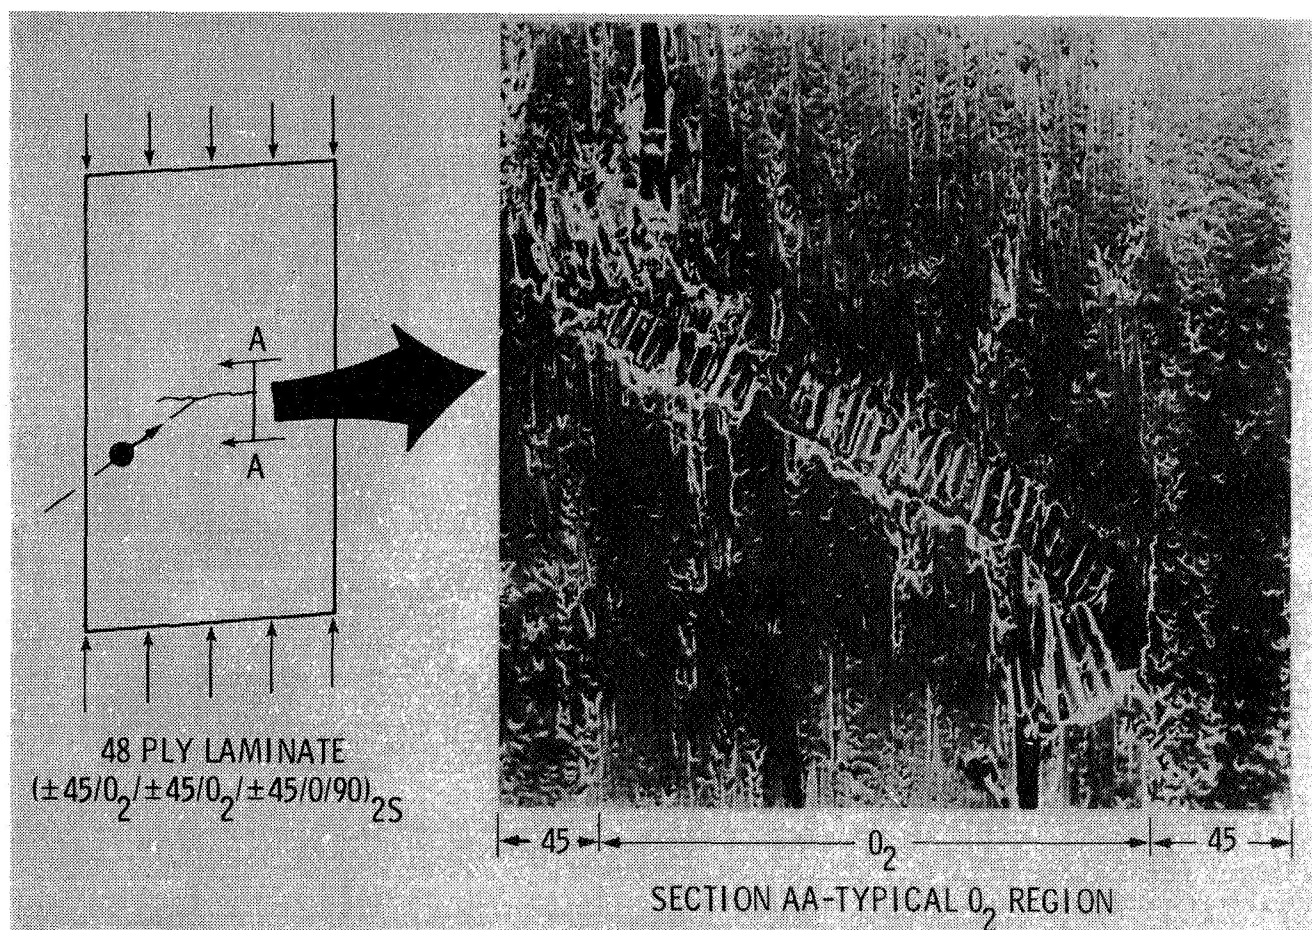 A
A
48 PLY LAMINATE
(±45/0₂/±45/0₂/±45/0/90)₂S
45
0₂
45
SECTION AA-TYPICAL 0₂ REGION